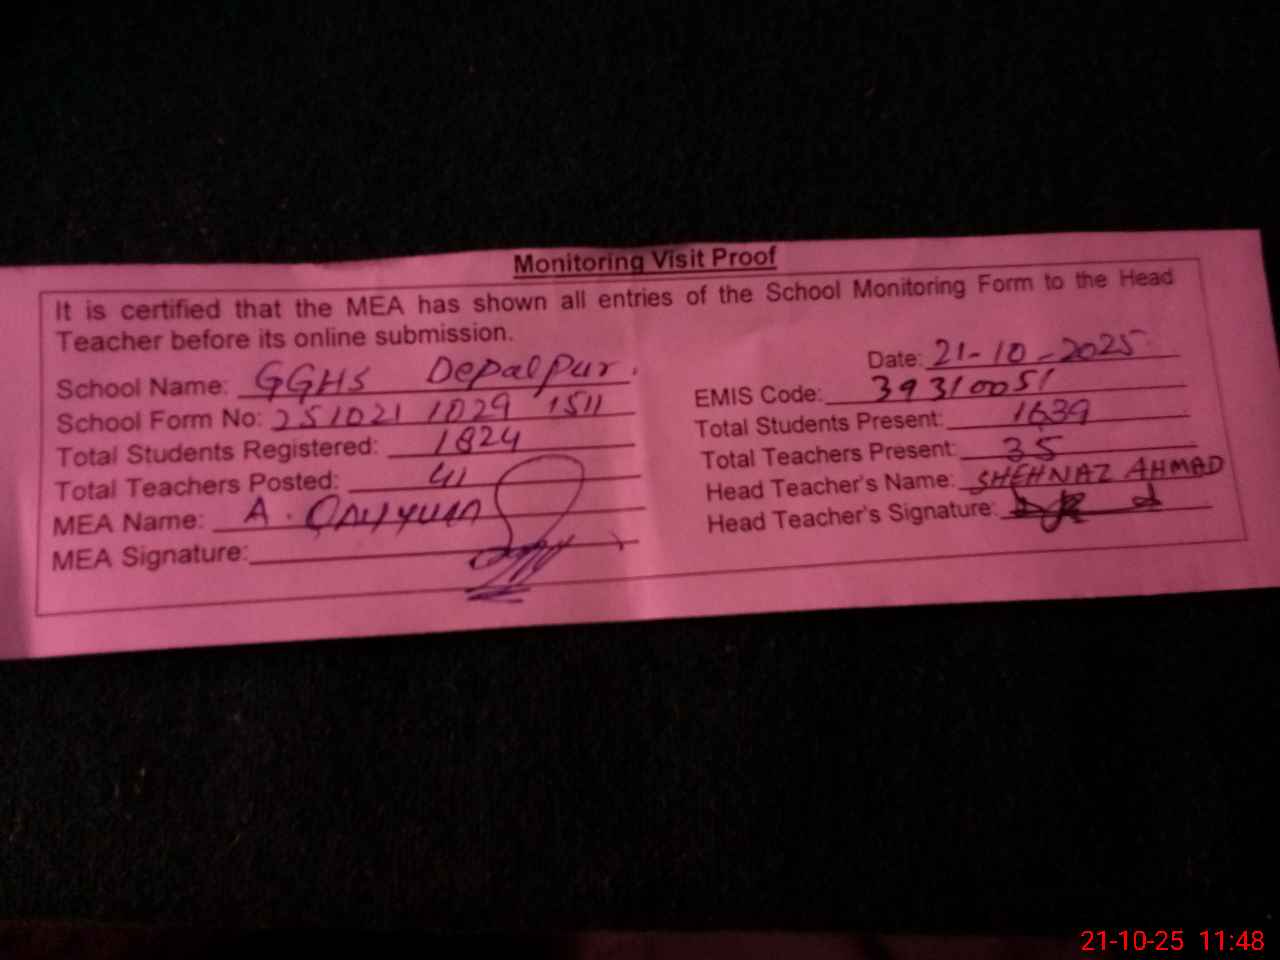 Monitoring Visit Proof
It is certified that the MEA has shown all entries of the School Monitoring Form to the Head
Teacher before its online submission.
Date: 21-10-2025
School Name: GGHS Depalpur.
EMIS Code: 39310051
School Form No: 251021 1029 1511
Total Students Present: 1639
Total Students Registered: 1824
Total Teachers Present: 35
Total Teachers Posted: 41
Head Teacher's Name: SHEHNAZ AHMAD
MEA Name: A.
Head Teacher's Signature:
MEA Signature:
21-10-25 11:48